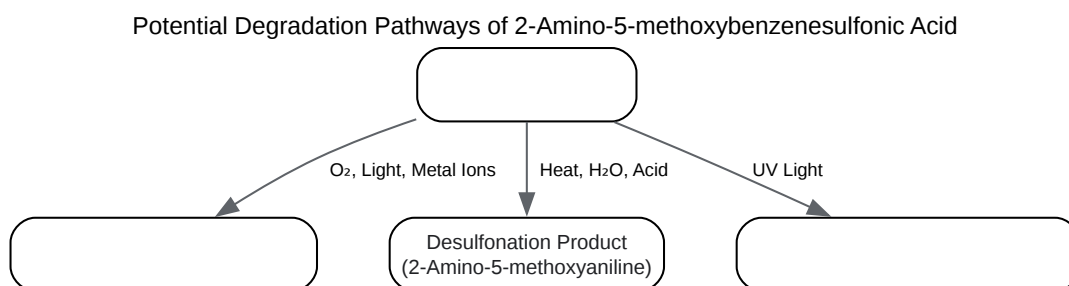 Potential Degradation Pathways of 2-Amino-5-methoxybenzenesulfonic Acid
O₂, Light, Metal Ions
Heat, H₂O, Acid
UV Light
Desulfonation Product
(2-Amino-5-methoxyaniline)